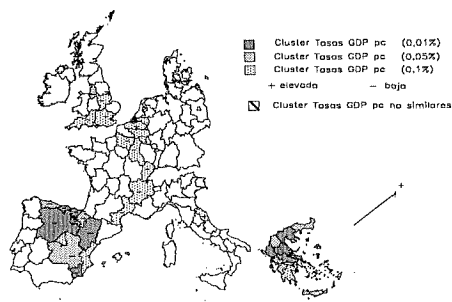 Cluster Tasas GDP pc (0,01%)
Cluster Tasas GDP pc (0,05%)
Cluster Tasas GDP pc (0,1%)
+ elevada - baja
Cluster Tasas GDP pc no similares
+